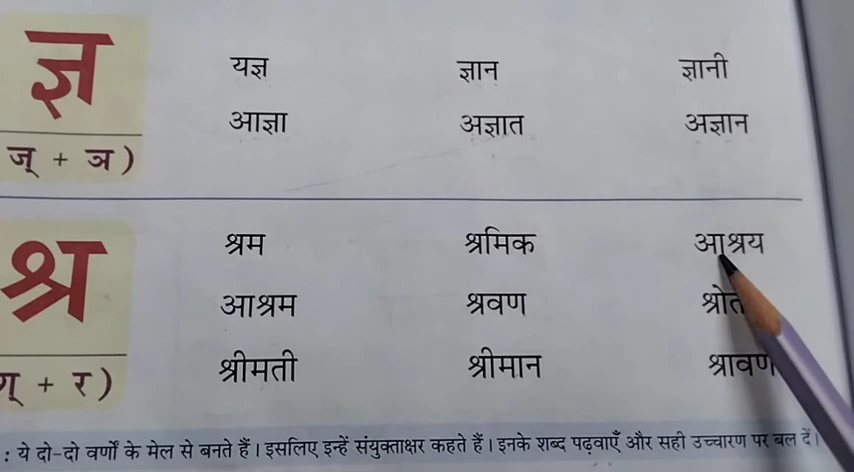 ज्ञ यज्ञ ज्ञान ज्ञानी
आज्ञा अज्ञात अज्ञान
ज् + ञ )
श्र श्रम श्रमिक आश्रय
आश्रम श्रवण
श् + र ) श्रीमती श्रीमान श्रावण
: ये दो-दो वर्णों के मेल से बनते हैं। इसलिए इन्हें संयुक्ताक्षर कहते हैं। इनके शब्द पढ़वाएँ और सही उच्चारण पर बल दें।